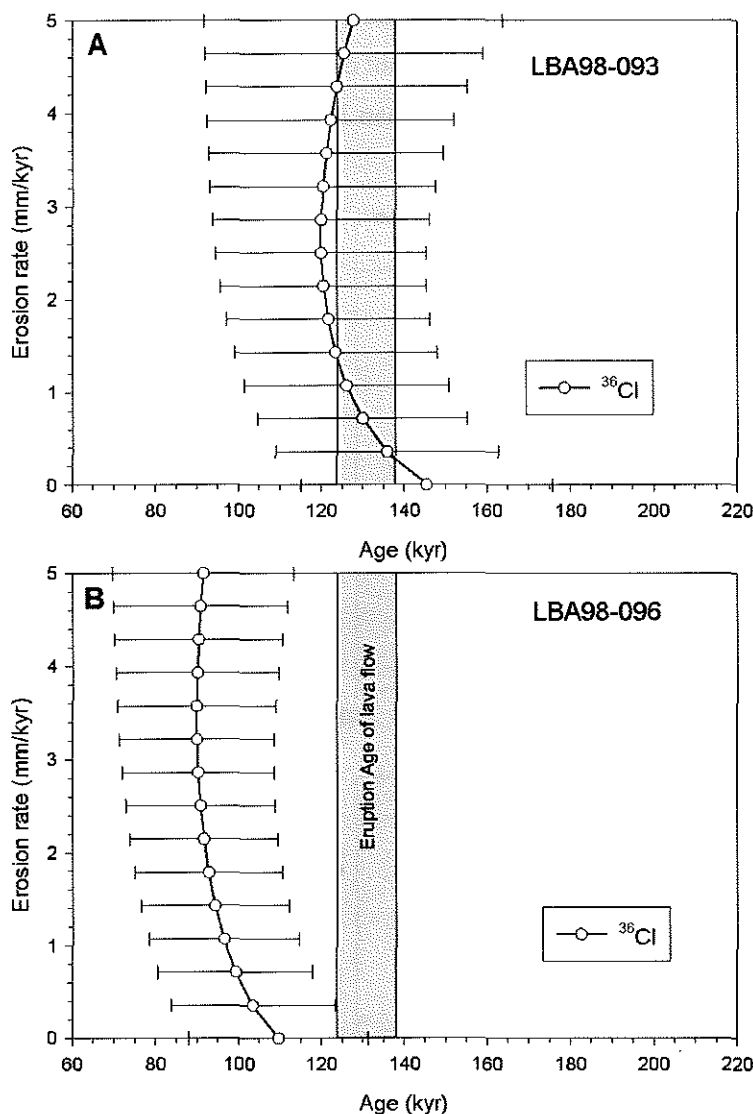 A
LBA98-093
Erosion rate (mm/kyr)
5
4
3
2
1
0
³⁶Cl
60 80 100 120 140 160 180 200 220
Age (kyr)
B
LBA98-096
Erosion rate (mm/kyr)
5
4
3
2
1
0
Eruption Age of lava flow
³⁶Cl
60 80 100 120 140 160 180 200 220
Age (kyr)